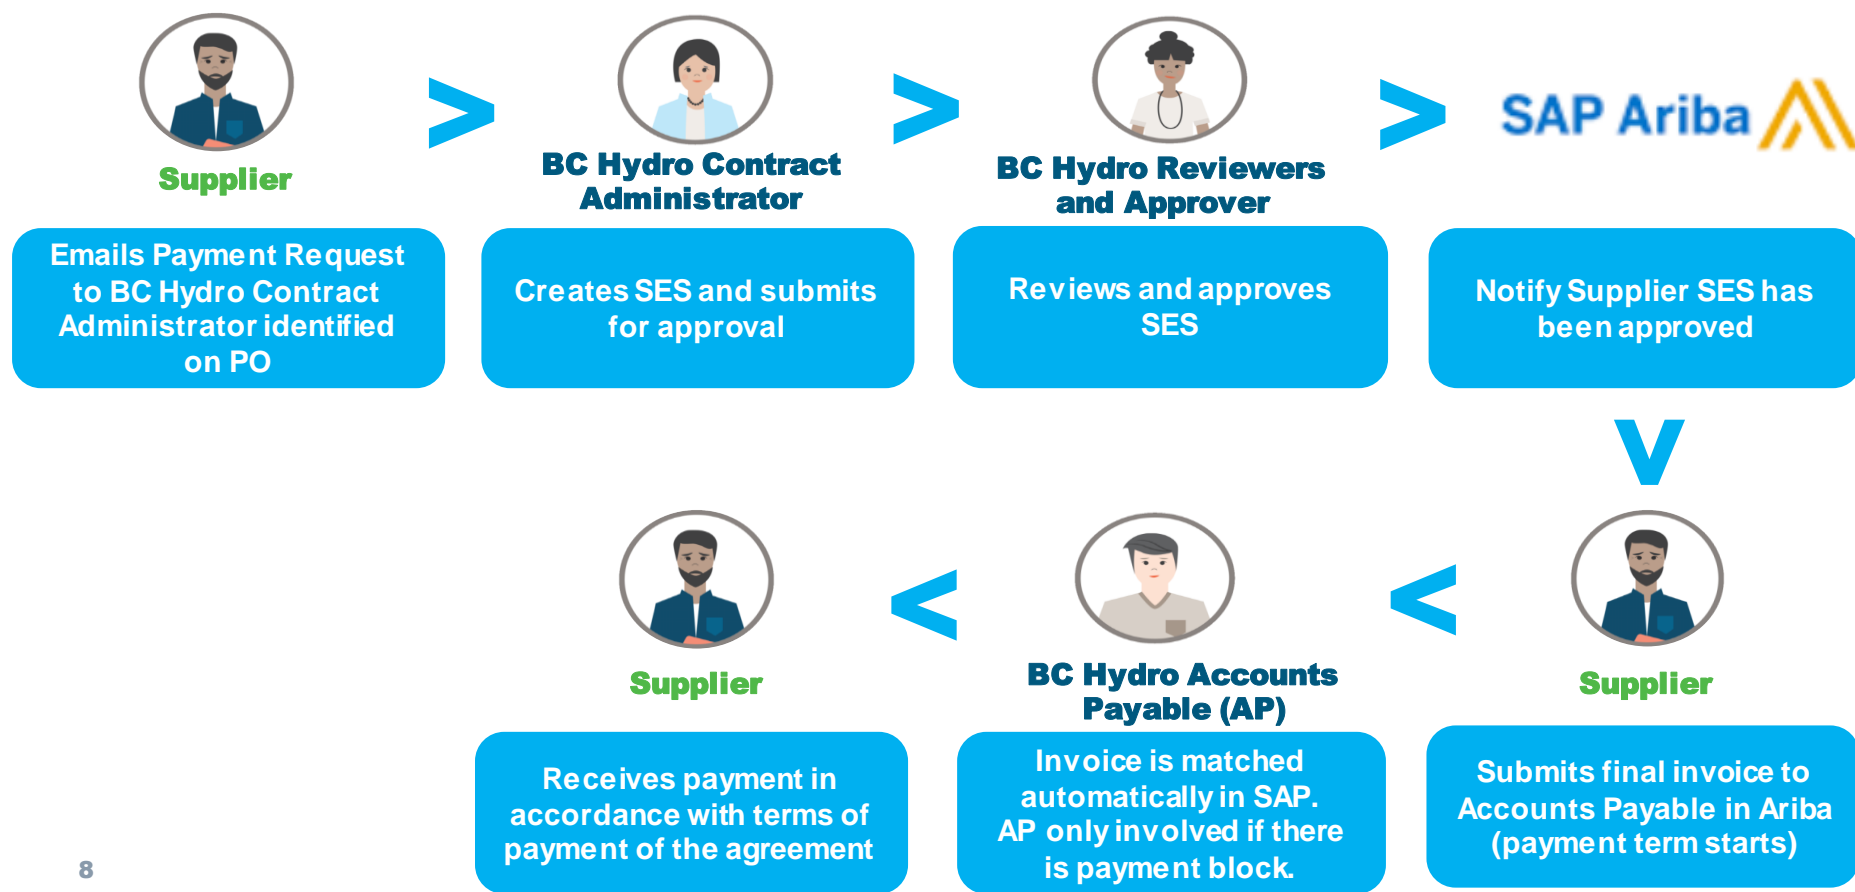 SAP Ariba
Supplier
BC Hydro Contract
Administrator
BC Hydro Reviewers
and Approver
Emails Payment Request
to BC Hydro Contract
Administrator identified
on PO
Creates SES and submits
for approval
Reviews and approves
SES
Notify Supplier SES has
been approved
Supplier
BC Hydro Accounts
Payable (AP)
Supplier
Receives payment in
accordance with terms of
payment of the agreement
Invoice is matched
automatically in SAP.
AP only involved if there
is payment block.
Submits final invoice to
Accounts Payable in Ariba
(payment term starts)
8